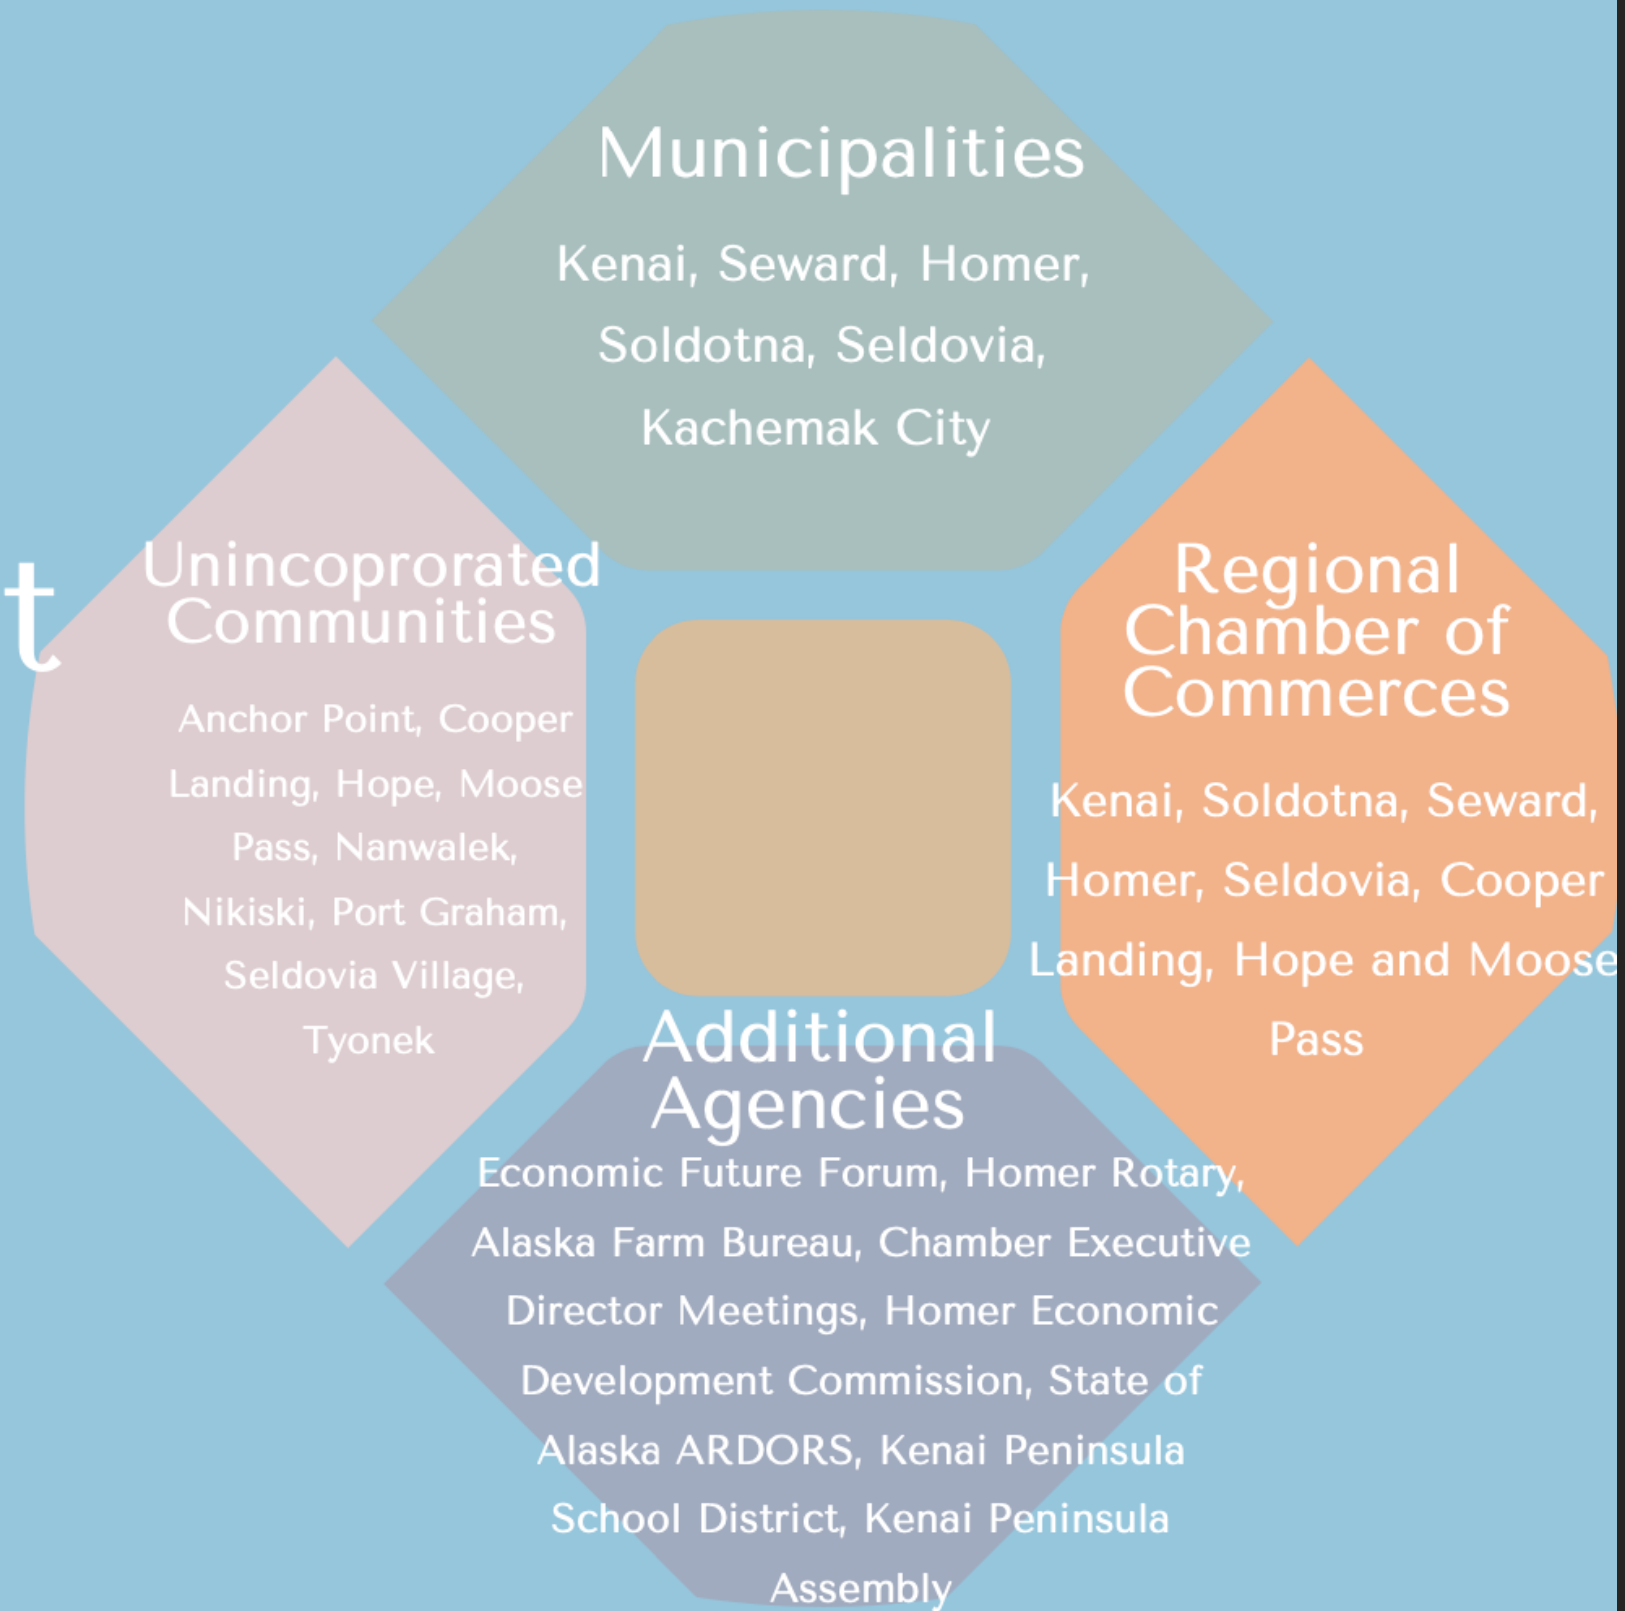 Municipalities
Kenai, Seward, Homer,
Soldotna, Seldovia,
Kachemak City
t
Unincoprorated
Communities
Anchor Point, Cooper
Landing, Hope, Moose
Pass, Nanwalek,
Nikiski, Port Graham,
Seldovia Village,
Tyonek
Regional
Chamber of
Commerces
Kenai, Soldotna, Seward,
Homer, Seldovia, Cooper
Landing, Hope and Moose
Pass
Additional
Agencies
Economic Future Forum, Homer Rotary,
Alaska Farm Bureau, Chamber Executive
Director Meetings, Homer Economic
Development Commission, State of
Alaska ARDORS, Kenai Peninsula
School District, Kenai Peninsula
Assembly